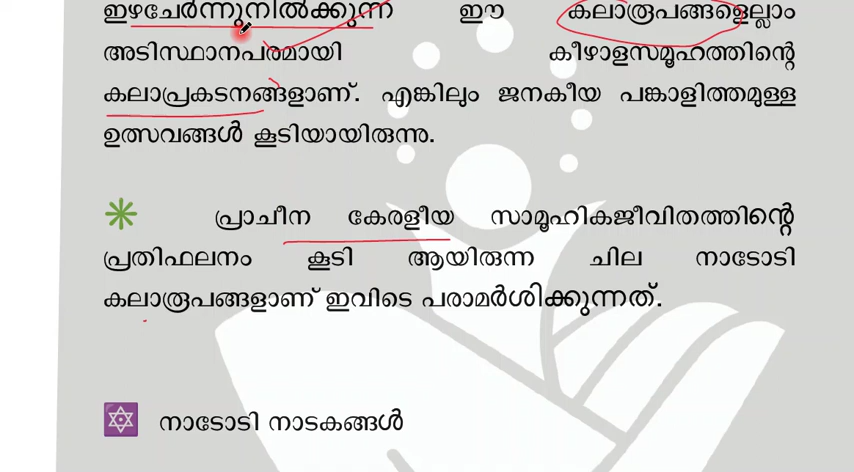 ഇഴചേർന്നുനിൽക്കുന്ന ഈ കലാരൂപങ്ങളെല്ലാം
അടിസ്ഥാനപരമായി കീഴാളസമൂഹത്തിന്റെ
കലാപ്രകടനങ്ങളാണ്. എങ്കിലും ജനകീയ പങ്കാളിത്തമുള്ള
ഉത്സവങ്ങൾ കൂടിയായിരുന്നു.
പ്രാചീന കേരളീയ സാമൂഹികജീവിതത്തിന്റെ
പ്രതിഫലനം കൂടി ആയിരുന്ന ചില നാടോടി
കലാരൂപങ്ങളാണ് ഇവിടെ പരാമർശിക്കുന്നത്.
നാടോടി നാടകങ്ങൾ